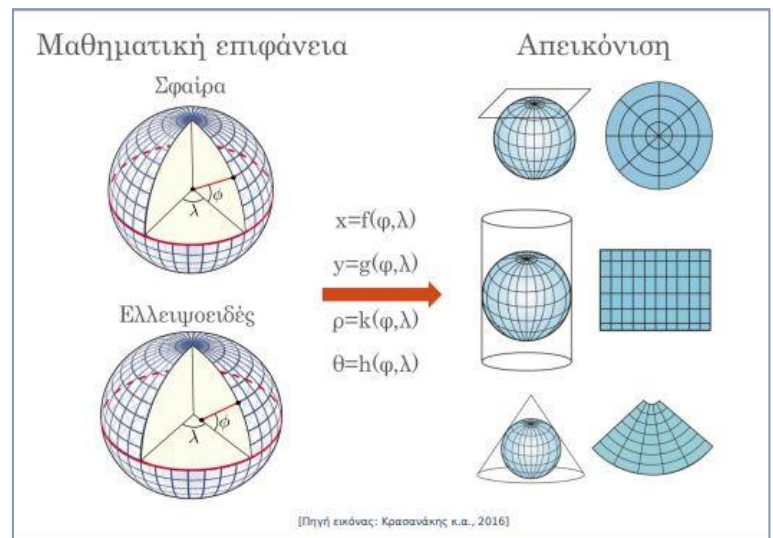 Μαθηματική επιφάνεια
Απεικόνιση
Σφαίρα
λ
φ
x=f(φ,λ)
y=g(φ,λ)
ρ=k(φ,λ)
θ=h(φ,λ)
Ελλειψοειδές
λ
φ
[Πηγή εικόνας: Κρασανάκης κ.α., 2016]